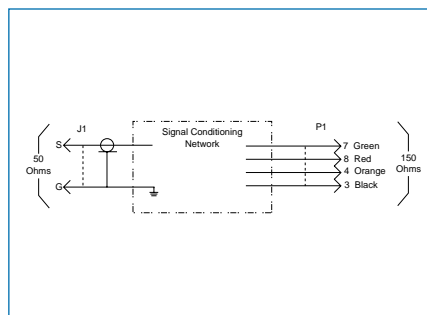 J1
Signal Conditioning
Network
P1
S
7 Green
8 Red
50
Ohms
4 Orange
150
Ohms
G
3 Black